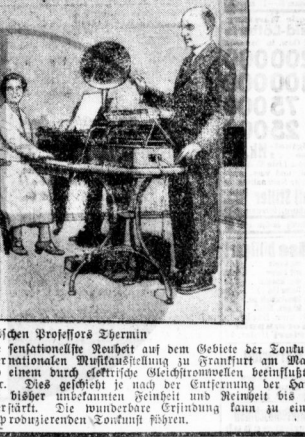 ischen Professors Thermin
sensationellste Neuheit auf dem Gebiete der Tonku
rnationalen Musikausstellung zu Frankfurt am Ma
einem durch elektrische Gleichstromwellen beeinflußt
r. Dies geschieht je nach der Entfernung der Ha
bisher unbekannten Feinheit und Reinheit bis
rstärkt. Die wunderbare Erfindung kann zu ein
produzierenden Tonkunst führen.